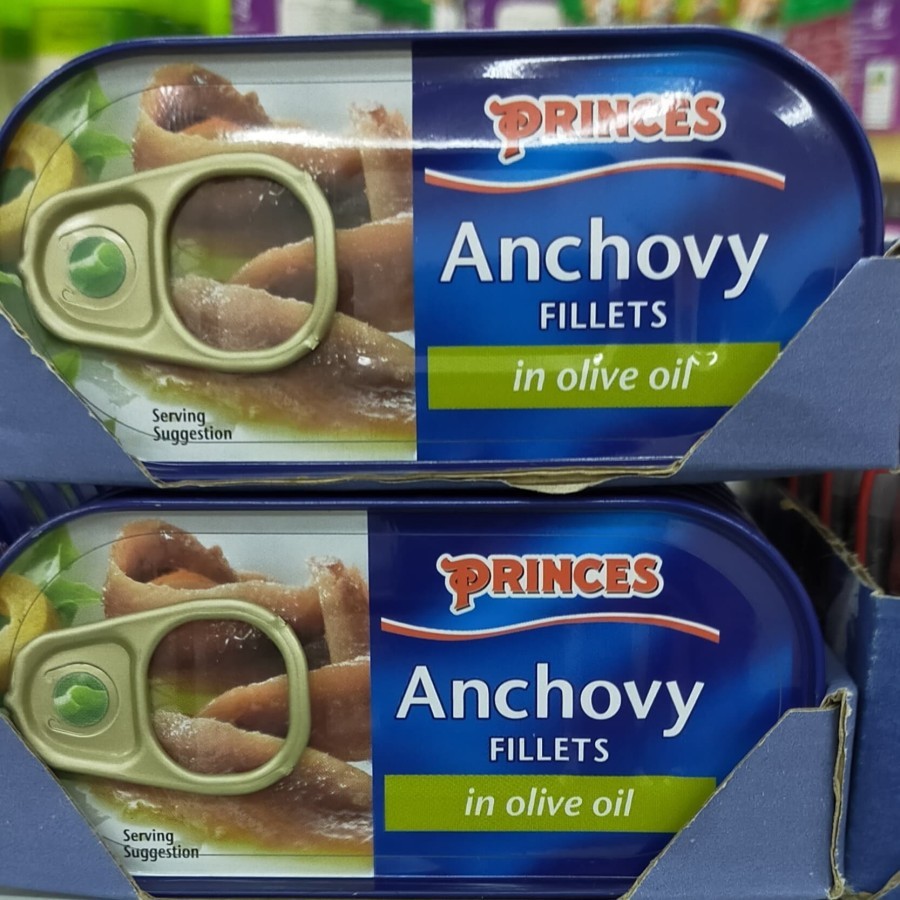 PRINCES
Anchovy
FILLETS
in olive oil
Serving
Suggestion
PRINCES
Anchovy
FILLETS
in olive oil
Serving
Suggestion